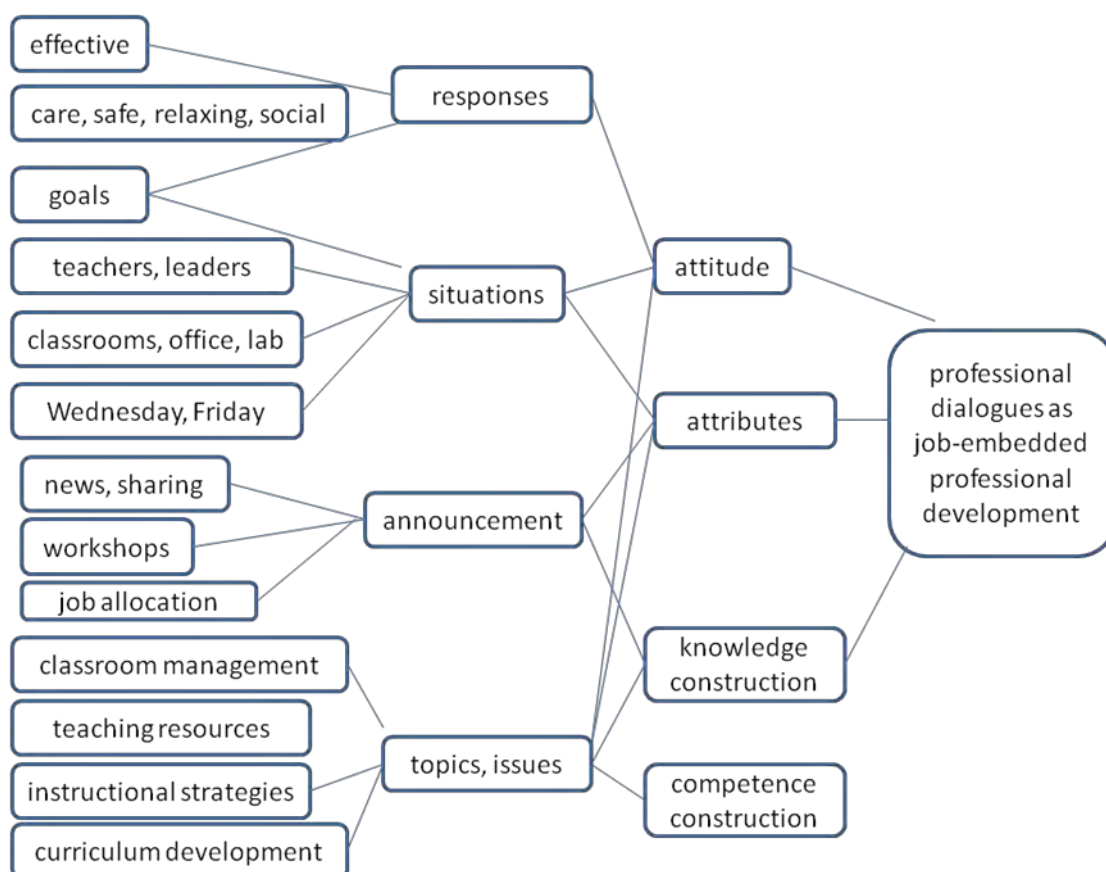 effective
care, safe, relaxing, social
goals
teachers, leaders
classrooms, office, lab
Wednesday, Friday
news, sharing
workshops
job allocation
classroom management
teaching resources
instructional strategies
curriculum development
responses
situations
announcement
topics, issues
attitude
attributes
knowledge
construction
competence
construction
professional
dialogues as
job-embedded
professional
development